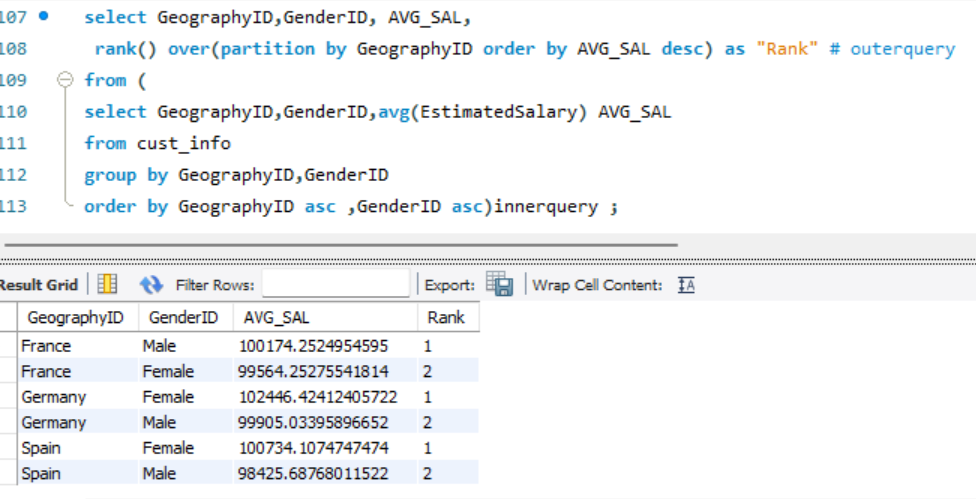 107 select GeographyID,GenderID, AVG_SAL,
108 rank() over(partition by GeographyID order by AVG_SAL desc) as "Rank" # outerquery
109 from (
110 select GeographyID,GenderID,avg(EstimatedSalary) AVG_SAL
111 from cust_info
112 group by GeographyID,GenderID
113 order by GeographyID asc ,GenderID asc)innerquery ;
Result Grid Filter Rows: Export: Wrap Cell Content: IA
GeographyID GenderID AVG_SAL Rank
France Male 100174.2524954595 1
France Female 99564.25275541814 2
Germany Female 102446.42412405722 1
Germany Male 99905.03395896652 2
Spain Female 100734.1074747474 1
Spain Male 98425.68768011522 2